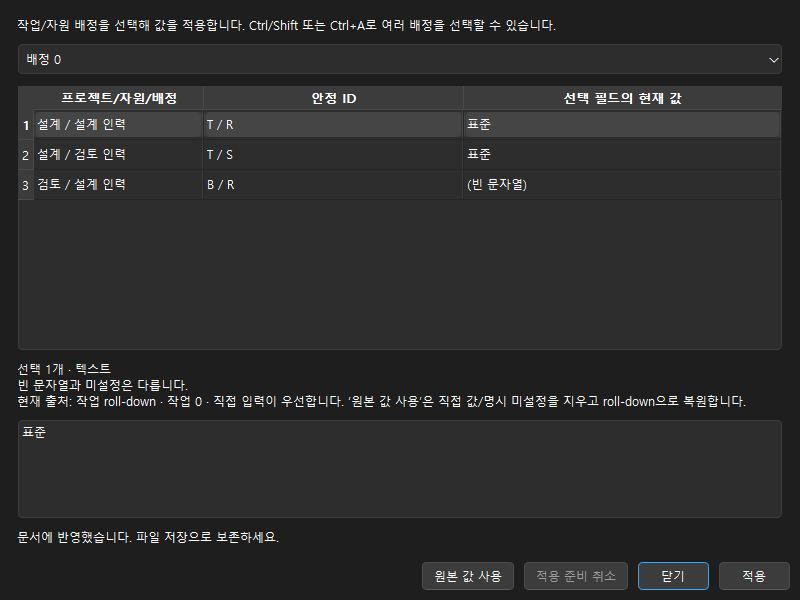 작업/자원 배정을 선택해 값을 적용합니다. Ctrl/Shift 또는 Ctrl+A로 여러 배정을 선택할 수 있습니다.
배정 0
프로젝트/자원/배정 안정 ID 선택 필드의 현재 값
1 설계 / 설계 인력 T / R 표준
2 설계 / 검토 인력 T / S 표준
3 검토 / 설계 인력 B / R (빈 문자열)
선택 1개 · 텍스트
빈 문자열과 미설정은 다릅니다.
현재 출처: 작업 roll-down · 작업 0 · 직접 입력이 우선합니다. '원본 값 사용'은 직접 값/명시 미설정을 지우고 roll-down으로 복원합니다.
표준
문서에 반영했습니다. 파일 저장으로 보존하세요.
원본 값 사용 적용 준비 취소 닫기 적용